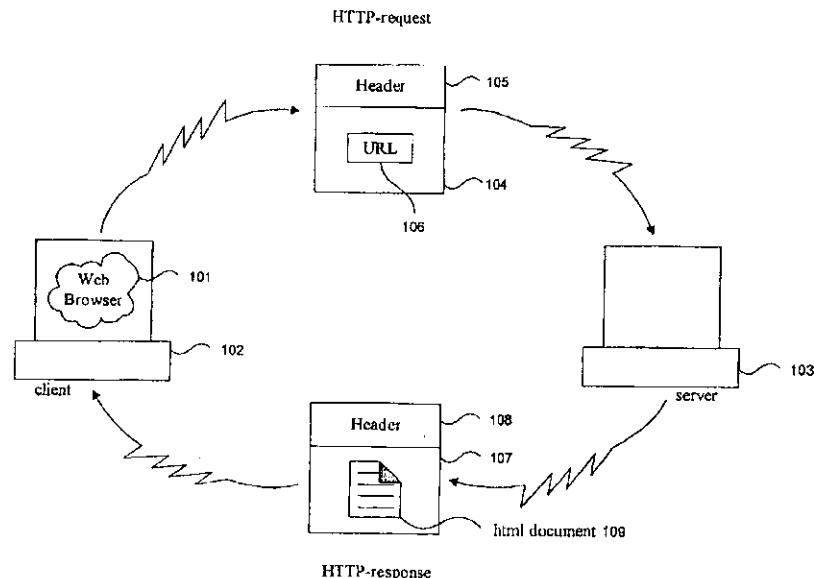 HTTP-request
Header
105
URL
104
106
Web
Browser
101
102
client
103
server
Header
108
107
html document 109
HTTP-response